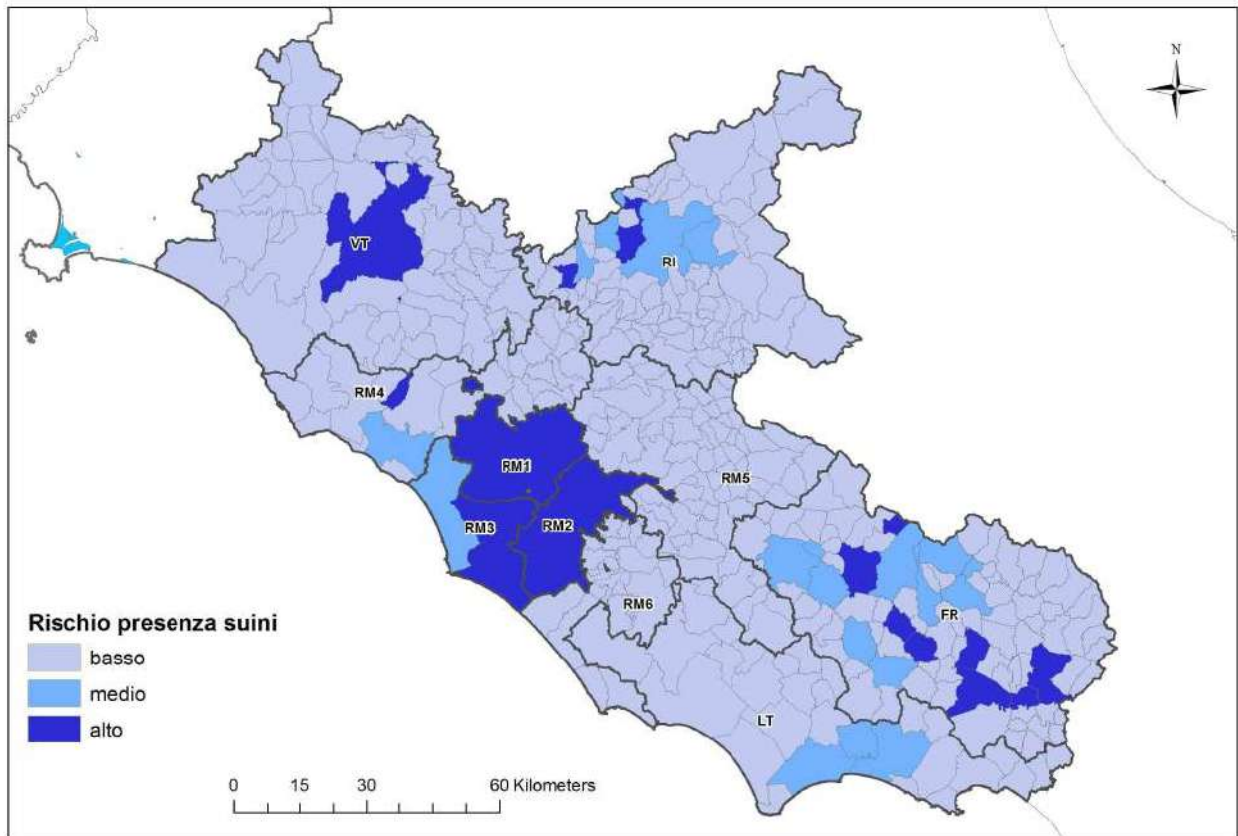 N
VT
RI
RM4
RM1
RM5
RM3
RM2
RM6
FR
LT
Rischio presenza suini
basso
medio
alto
0 15 30 60 Kilometers